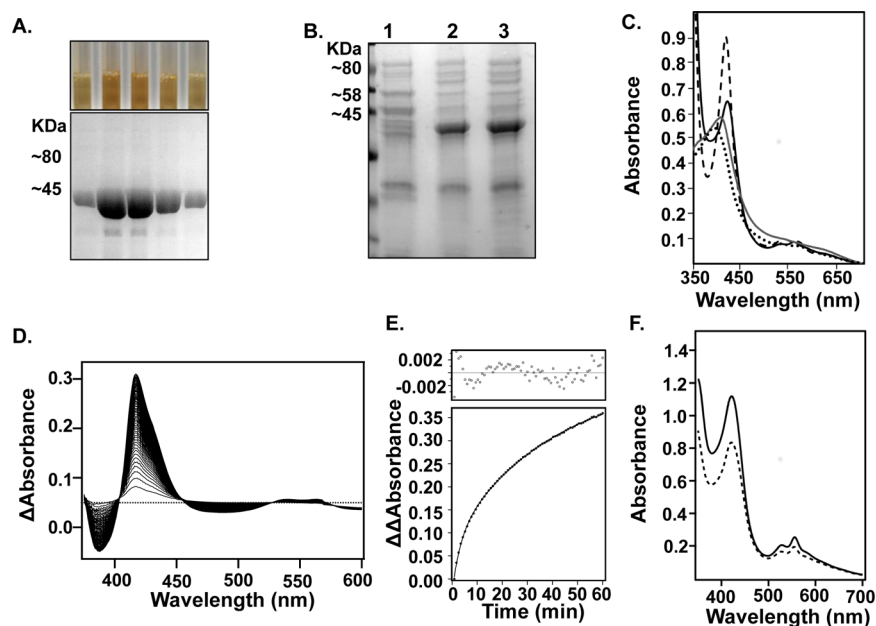 A.
KDa
~80
~45
B.
1 2 3
KDa
~80
~58
~45
C.
Absorbance
0.9
0.8
0.7
0.6
0.5
0.4
0.3
0.2
0.1
350 450 550 650
Wavelength (nm)
D.
ΔAbsorbance
0.3
0.2
0.1
0.0
400 450 500 550 600
Wavelength (nm)
E.
0.002
-0.002
ΔΔAbsorbance
0.35
0.30
0.25
0.20
0.15
0.10
0.05
0.00
0 10 20 30 40 50 60
Time (min)
F.
Absorbance
1.4
1.2
1.0
0.8
0.6
0.4
0.2
400 500 600 700
Wavelength (nm)